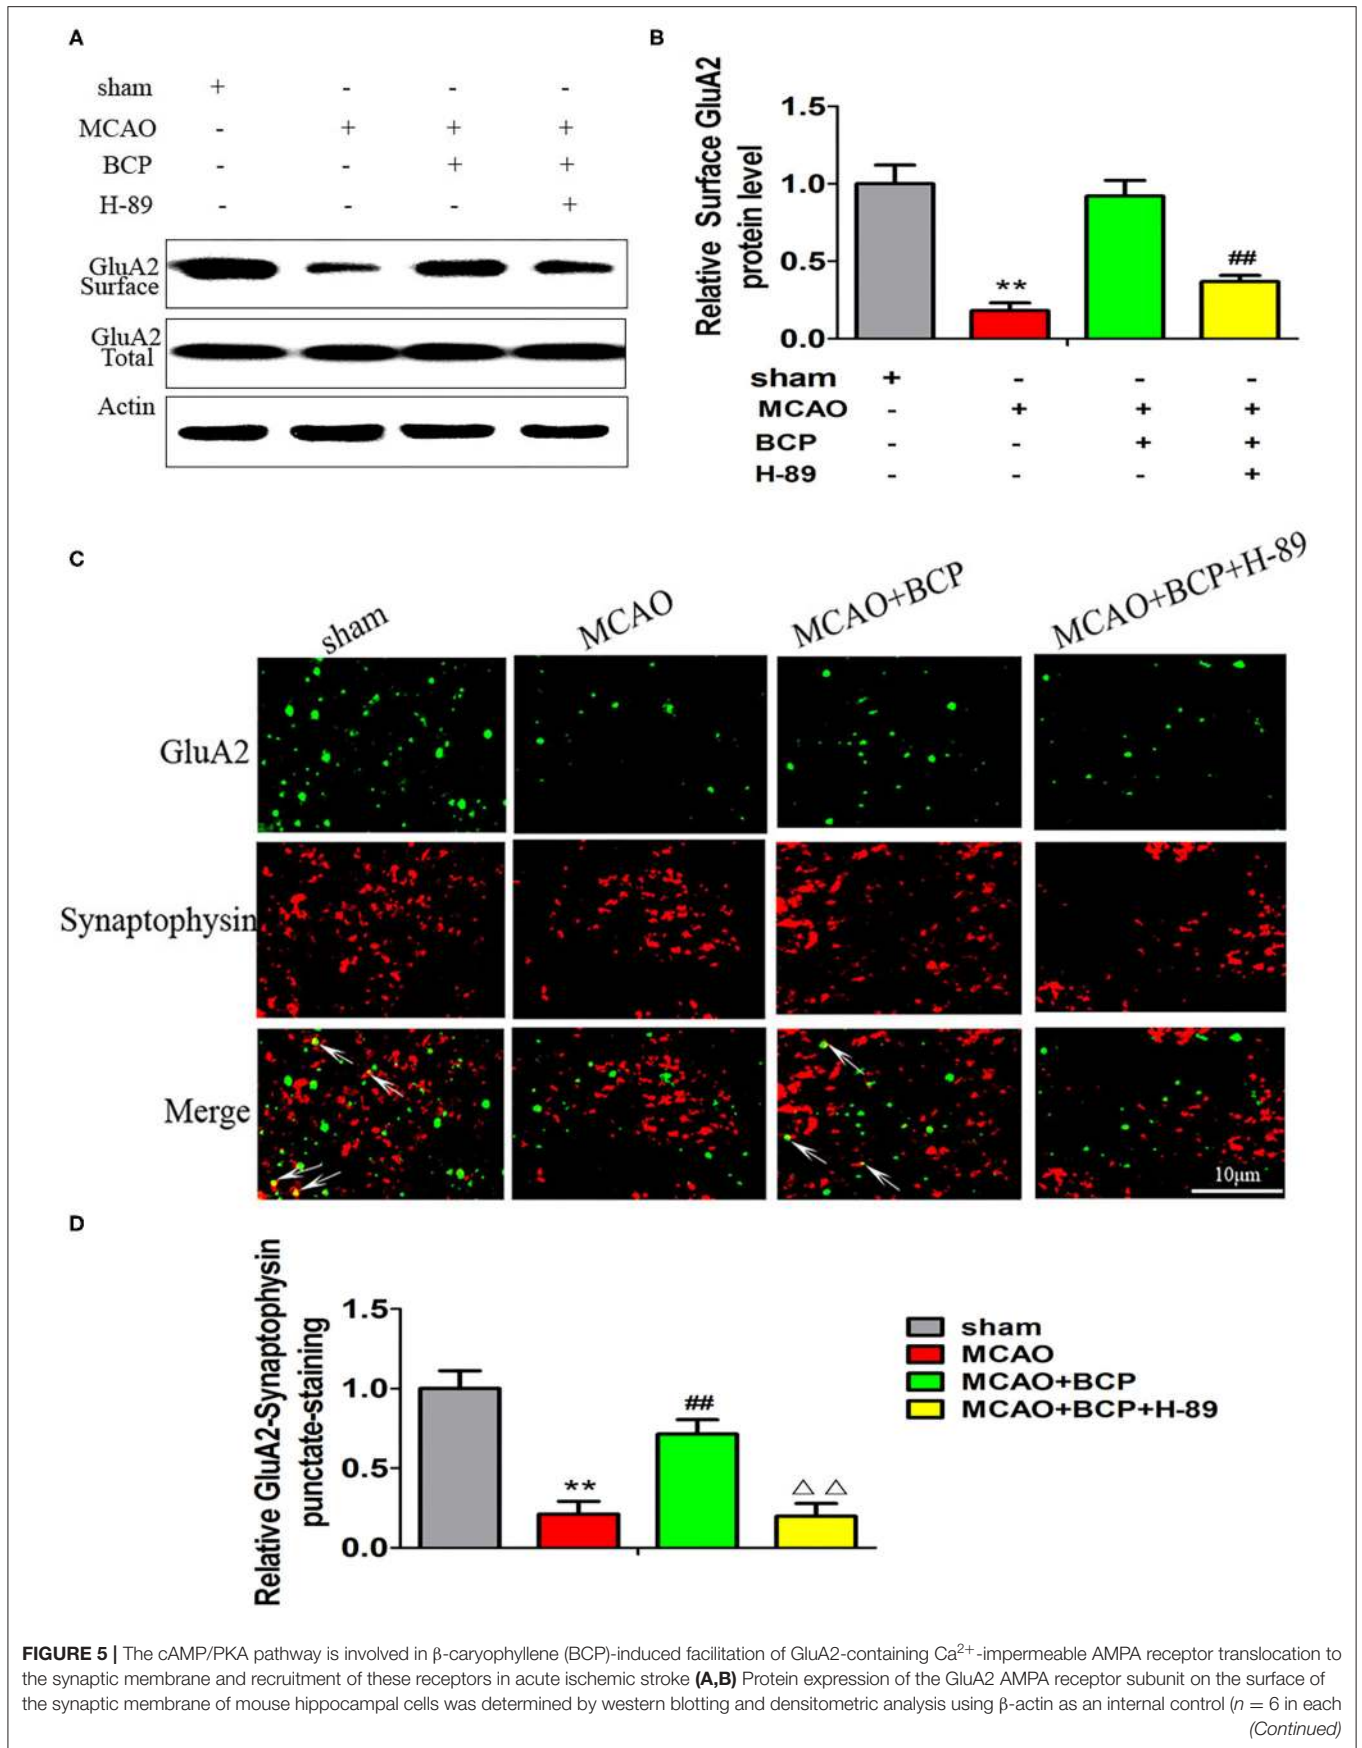 A
sham + - - -
MCAO - + + +
BCP - - + +
H-89 - - - +
GluA2
Surface
GluA2
Total
Actin
B
Relative Surface GluA2
protein level
1.5
1.0
0.5
0.0
**
##
sham + - - -
MCAO - + + +
BCP - - + +
H-89 - - - +
C
sham
MCAO
MCAO+BCP
MCAO+BCP+H-89
GluA2
Synaptophysin
Merge
10μm
D
Relative GluA2-Synaptophysin
punctate-staining
1.5
1.0
0.5
0.0
**
##
△△
sham
MCAO
MCAO+BCP
MCAO+BCP+H-89
FIGURE 5 | The cAMP/PKA pathway is involved in β-caryophyllene (BCP)-induced facilitation of GluA2-containing Ca2+-impermeable AMPA receptor translocation to
the synaptic membrane and recruitment of these receptors in acute ischemic stroke (A,B) Protein expression of the GluA2 AMPA receptor subunit on the surface of
the synaptic membrane of mouse hippocampal cells was determined by western blotting and densitometric analysis using β-actin as an internal control (n = 6 in each
(Continued)